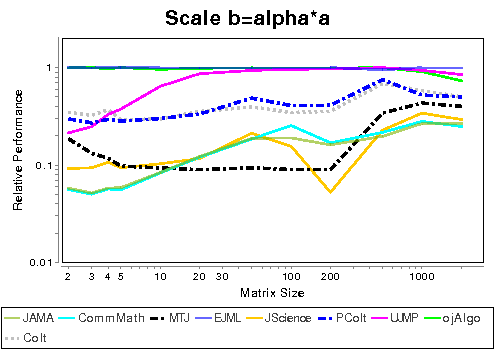 Scale b=alpha*a
Relative Performance
1
0.1
0.01
2 3 4 5 10 20 30 100 200 1000
Matrix Size
JAMA CommMath MTJ EJML JScience PColt UJMP ojAlgo
Colt